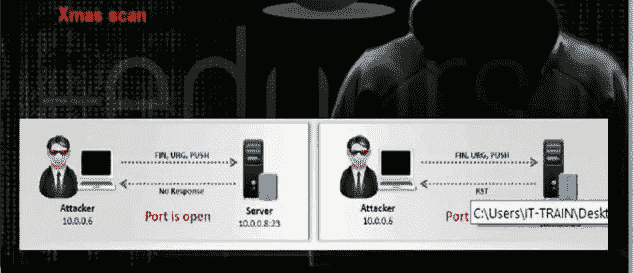 Xmas scan
FIN, URG, PUSH
No Response
Attacker
10.0.0.6
Port is open
Server
10.0.0.8:23
FIN, URG, PUSH
RST
Attacker
10.0.0.6
Port
C:\Users\iT-TRAIN\Deskt